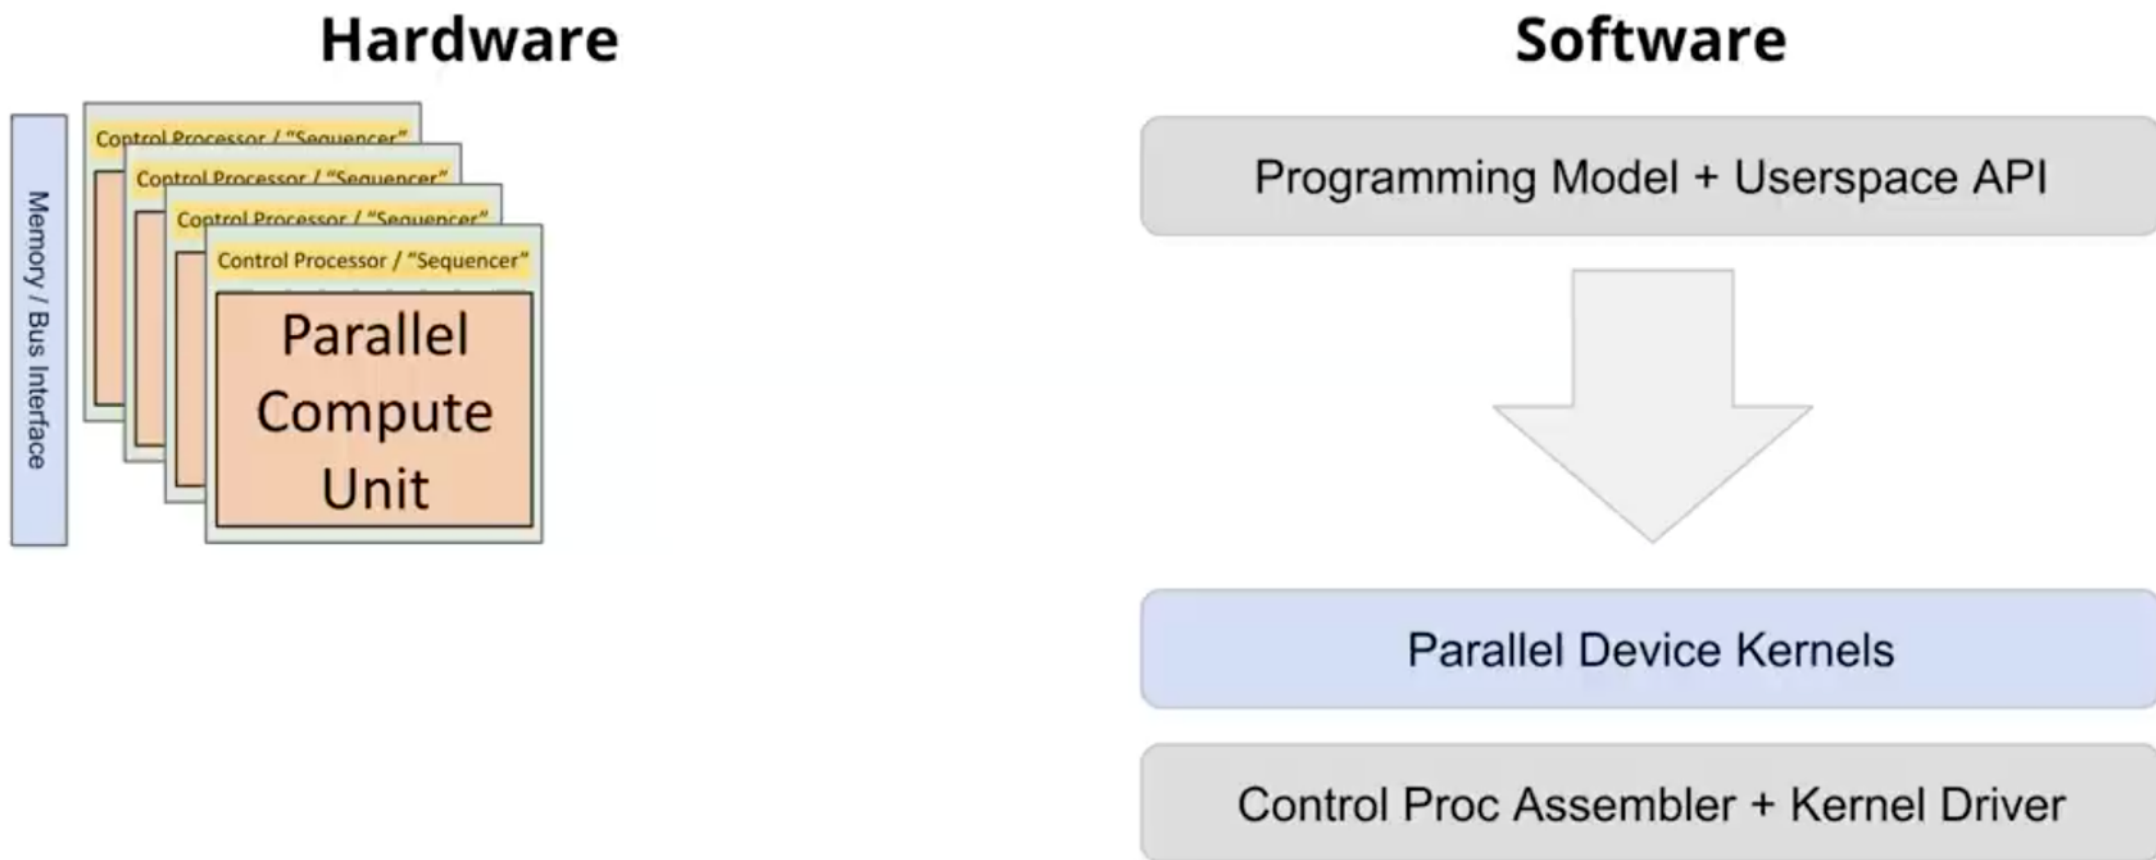 Hardware
Software
Memory / Bus Interface
Control Processor / “Sequencer”
Control Processor / “Sequencer”
Control Processor / “Sequencer”
Control Processor / “Sequencer”
Parallel
Compute
Unit
Programming Model + Userspace API
Parallel Device Kernels
Control Proc Assembler + Kernel Driver